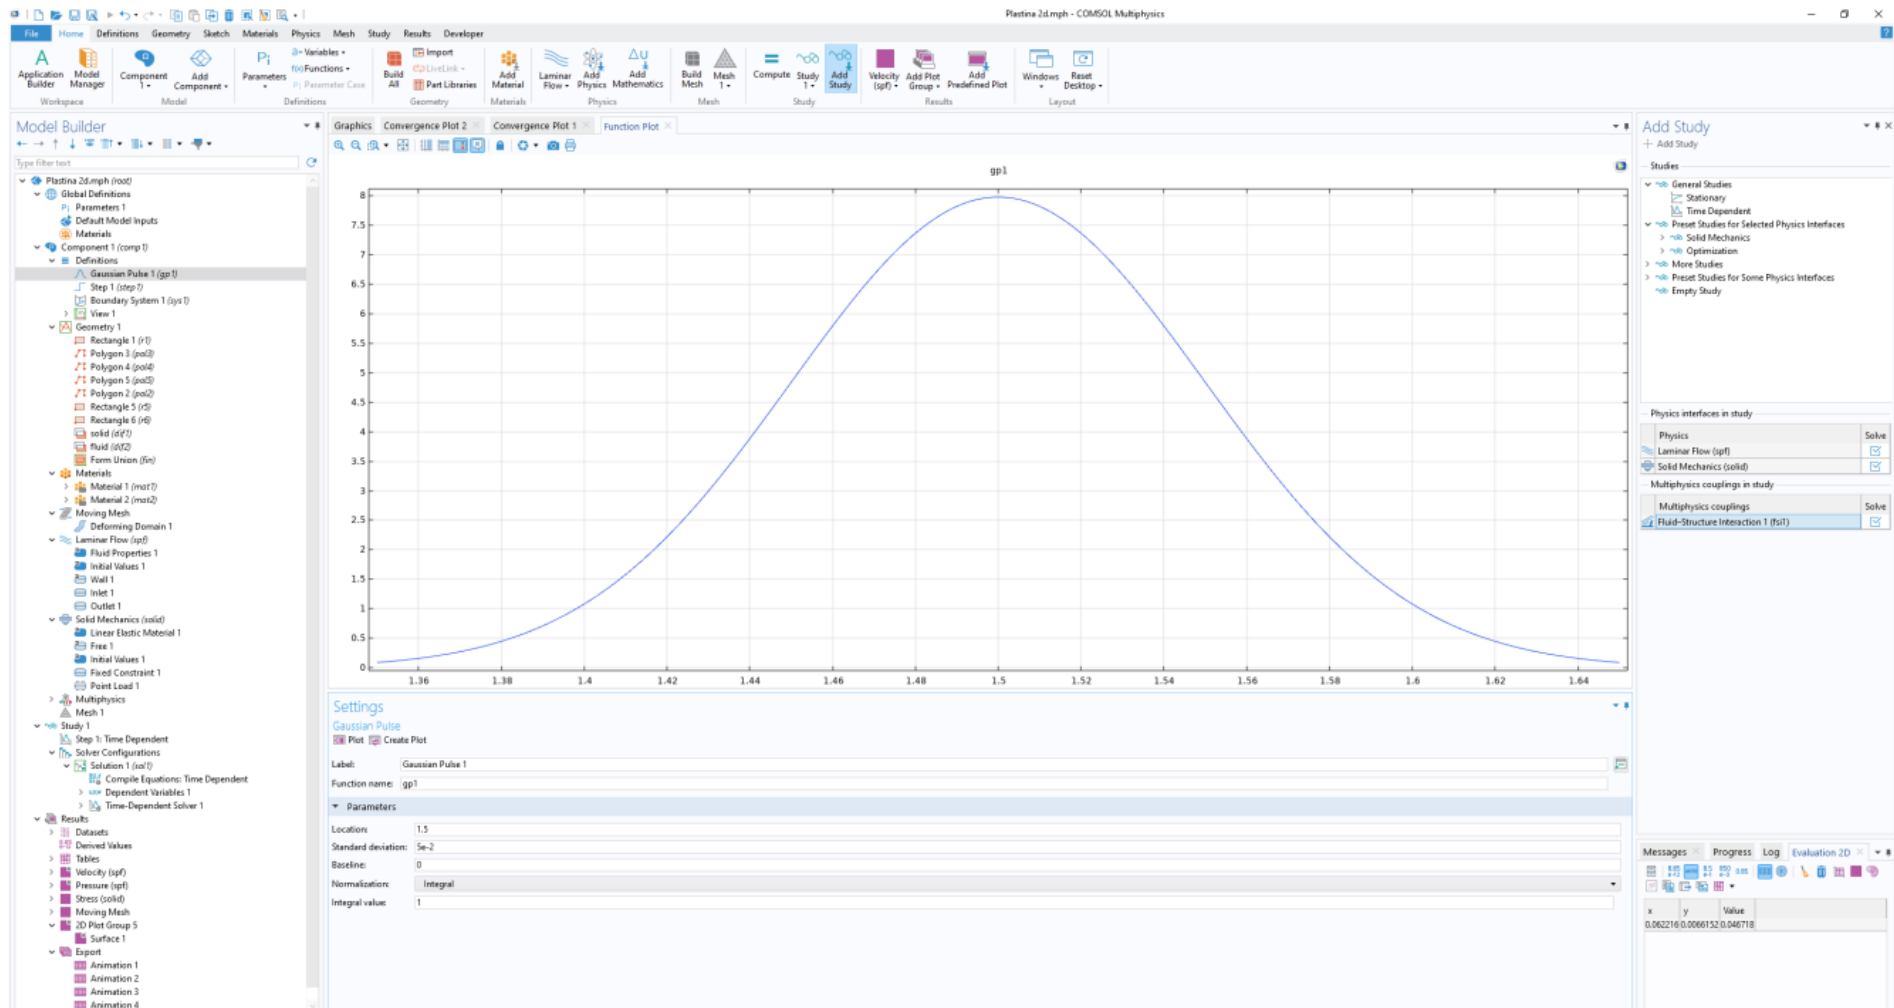 Plastina 2d.mph - COMSOL Multiphysics
File Home Definitions Geometry Sketch Materials Physics Mesh Study Results Developer
Application Builder
Model Manager
Workspace
Component 1
Add Component
Model
Pi
Parameters
a= Variables
f(x) Functions
Pi Parameter Case
Definitions
Build All
Import
LiveLink
Part Libraries
Geometry
Add Material
Materials
Laminar Flow
Add Physics
Δu
Add Mathematics
Physics
Build Mesh
Mesh 1
Mesh
Compute
Study 1
Add Study
Study
Velocity (spf)
Add Plot Group
Add Predefined Plot
Results
Windows
Reset Desktop
Layout
Model Builder
Type filter text
Plastina 2d.mph (root)
Global Definitions
Parameters 1
Default Model Inputs
Materials
Component 1 (comp1)
Definitions
Gaussian Pulse 1 (gp1)
Step 1 (step1)
Boundary System 1 (sys1)
View 1
Geometry 1
Rectangle 1 (r1)
Polygon 3 (pol3)
Polygon 4 (pol4)
Polygon 5 (pol5)
Polygon 2 (pol2)
Rectangle 5 (r5)
Rectangle 6 (r6)
solid (dif1)
fluid (dif2)
Form Union (fin)
Materials
Material 1 (mat1)
Material 2 (mat2)
Moving Mesh
Deforming Domain 1
Laminar Flow (spf)
Fluid Properties 1
Initial Values 1
Wall 1
Inlet 1
Outlet 1
Solid Mechanics (solid)
Linear Elastic Material 1
Free 1
Initial Values 1
Fixed Constraint 1
Point Load 1
Multiphysics
Mesh 1
Study 1
Step 1: Time Dependent
Solver Configurations
Solution 1 (sol1)
Compile Equations: Time Dependent
Dependent Variables 1
Time-Dependent Solver 1
Results
Datasets
Derived Values
Tables
Velocity (spf)
Pressure (spf)
Stress (solid)
Moving Mesh
2D Plot Group 5
Surface 1
Export
Animation 1
Animation 2
Animation 3
Animation 4
Graphics Convergence Plot 2 Convergence Plot 1 Function Plot
gp1
8
7.5
7
6.5
6
5.5
5
4.5
4
3.5
3
2.5
2
1.5
1
0.5
0
1.36 1.38 1.4 1.42 1.44 1.46 1.48 1.5 1.52 1.54 1.56 1.58 1.6 1.62 1.64
Settings
Gaussian Pulse
Plot Create Plot
Label: Gaussian Pulse 1
Function name: gp1
Parameters
Location: 1.5
Standard deviation: 5e-2
Baseline: 0
Normalization: Integral
Integral value: 1
Add Study
+ Add Study
Studies
General Studies
Stationary
Time Dependent
Preset Studies for Selected Physics Interfaces
Solid Mechanics
Optimization
More Studies
Preset Studies for Some Physics Interfaces
Empty Study
Physics interfaces in study
Physics Solve
Laminar Flow (spf)
Solid Mechanics (solid)
Multiphysics couplings in study
Multiphysics couplings Solve
Fluid-Structure Interaction 1 (fsi1)
Messages Progress Log Evaluation 2D
x y Value
0.062216 0.0066152 0.046718